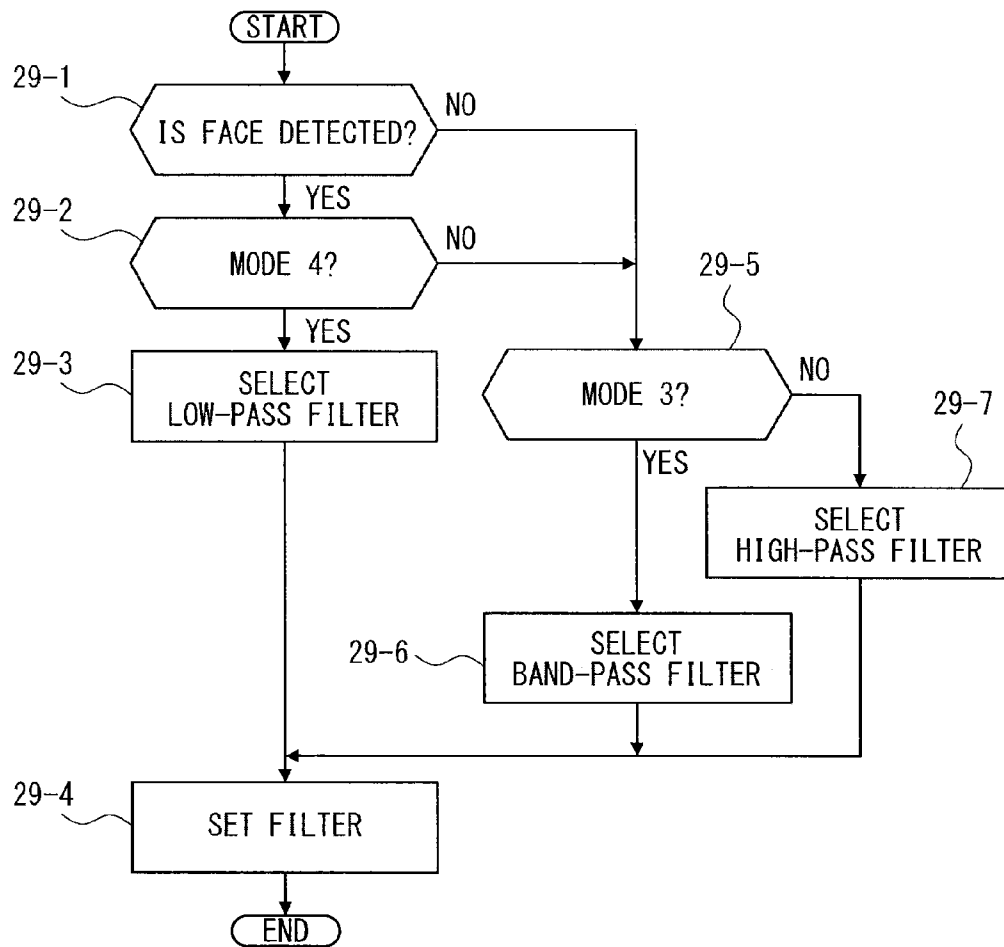 START
29-1
IS FACE DETECTED?
NO
YES
29-2
MODE 4?
NO
YES
29-3
SELECT
LOW-PASS FILTER
29-5
MODE 3?
NO
YES
29-7
SELECT
HIGH-PASS FILTER
29-6
SELECT
BAND-PASS FILTER
29-4
SET FILTER
END